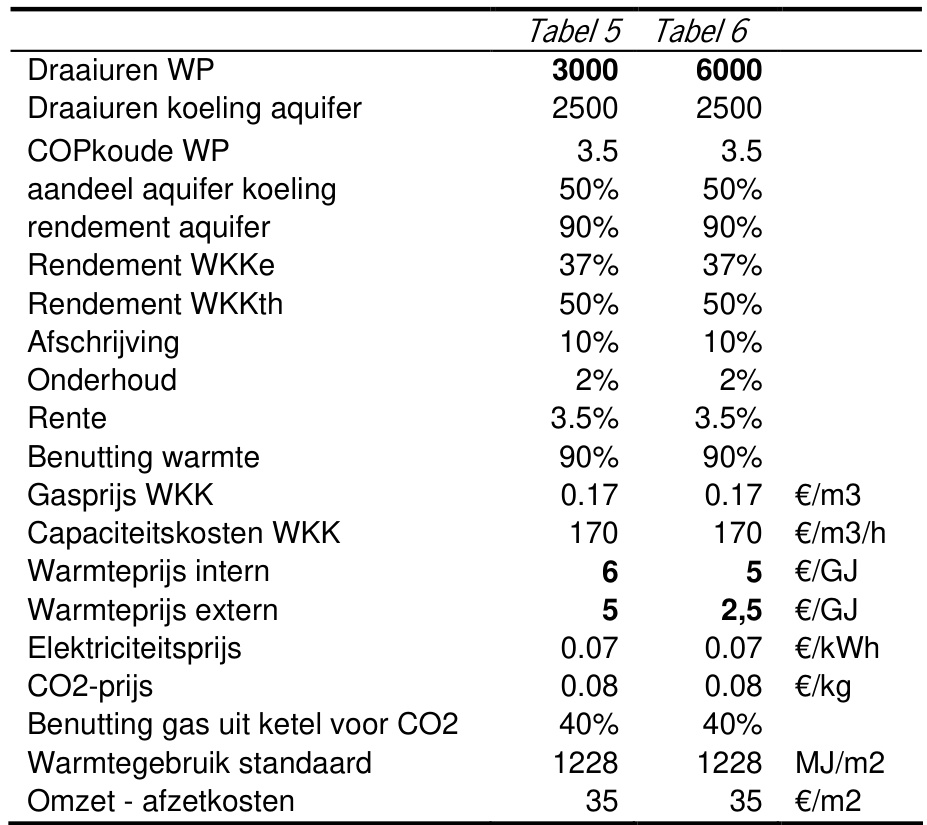 Tabel 5 Tabel 6
Draaiuren WP 3000 6000
Draaiuren koeling aquifer 2500 2500
COPkoude WP 3.5 3.5
aandeel aquifer koeling 50% 50%
rendement aquifer 90% 90%
Rendement WKKe 37% 37%
Rendement WKKth 50% 50%
Afschrijving 10% 10%
Onderhoud 2% 2%
Rente 3.5% 3.5%
Benutting warmte 90% 90%
Gasprijs WKK 0.17 0.17 €/m3
Capaciteitskosten WKK 170 170 €/m3/h
Warmteprijs intern 6 5 €/GJ
Warmteprijs extern 5 2,5 €/GJ
Elektriciteitsprijs 0.07 0.07 €/kWh
CO2-prijs 0.08 0.08 €/kg
Benutting gas uit ketel voor CO2 40% 40%
Warmtegebruik standaard 1228 1228 MJ/m2
Omzet - afzetkosten 35 35 €/m2